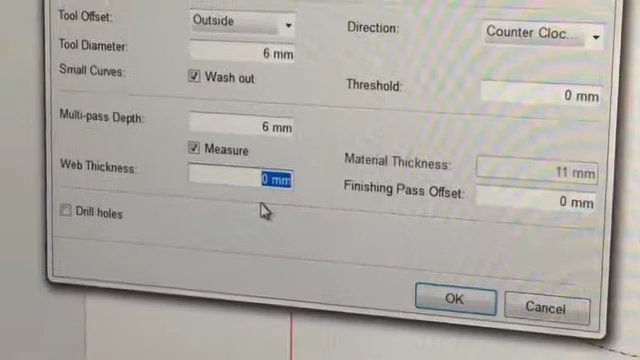 Tool Offset: Outside Direction: Counter Cloc...
Tool Diameter: 6 mm
Small Curves: Wash out Threshold: 0 mm
Multi-pass Depth: 6 mm
Measure Material Thickness: 11 mm
Web Thickness: 0 mm Finishing Pass Offset: 0 mm
Drill holes
OK Cancel